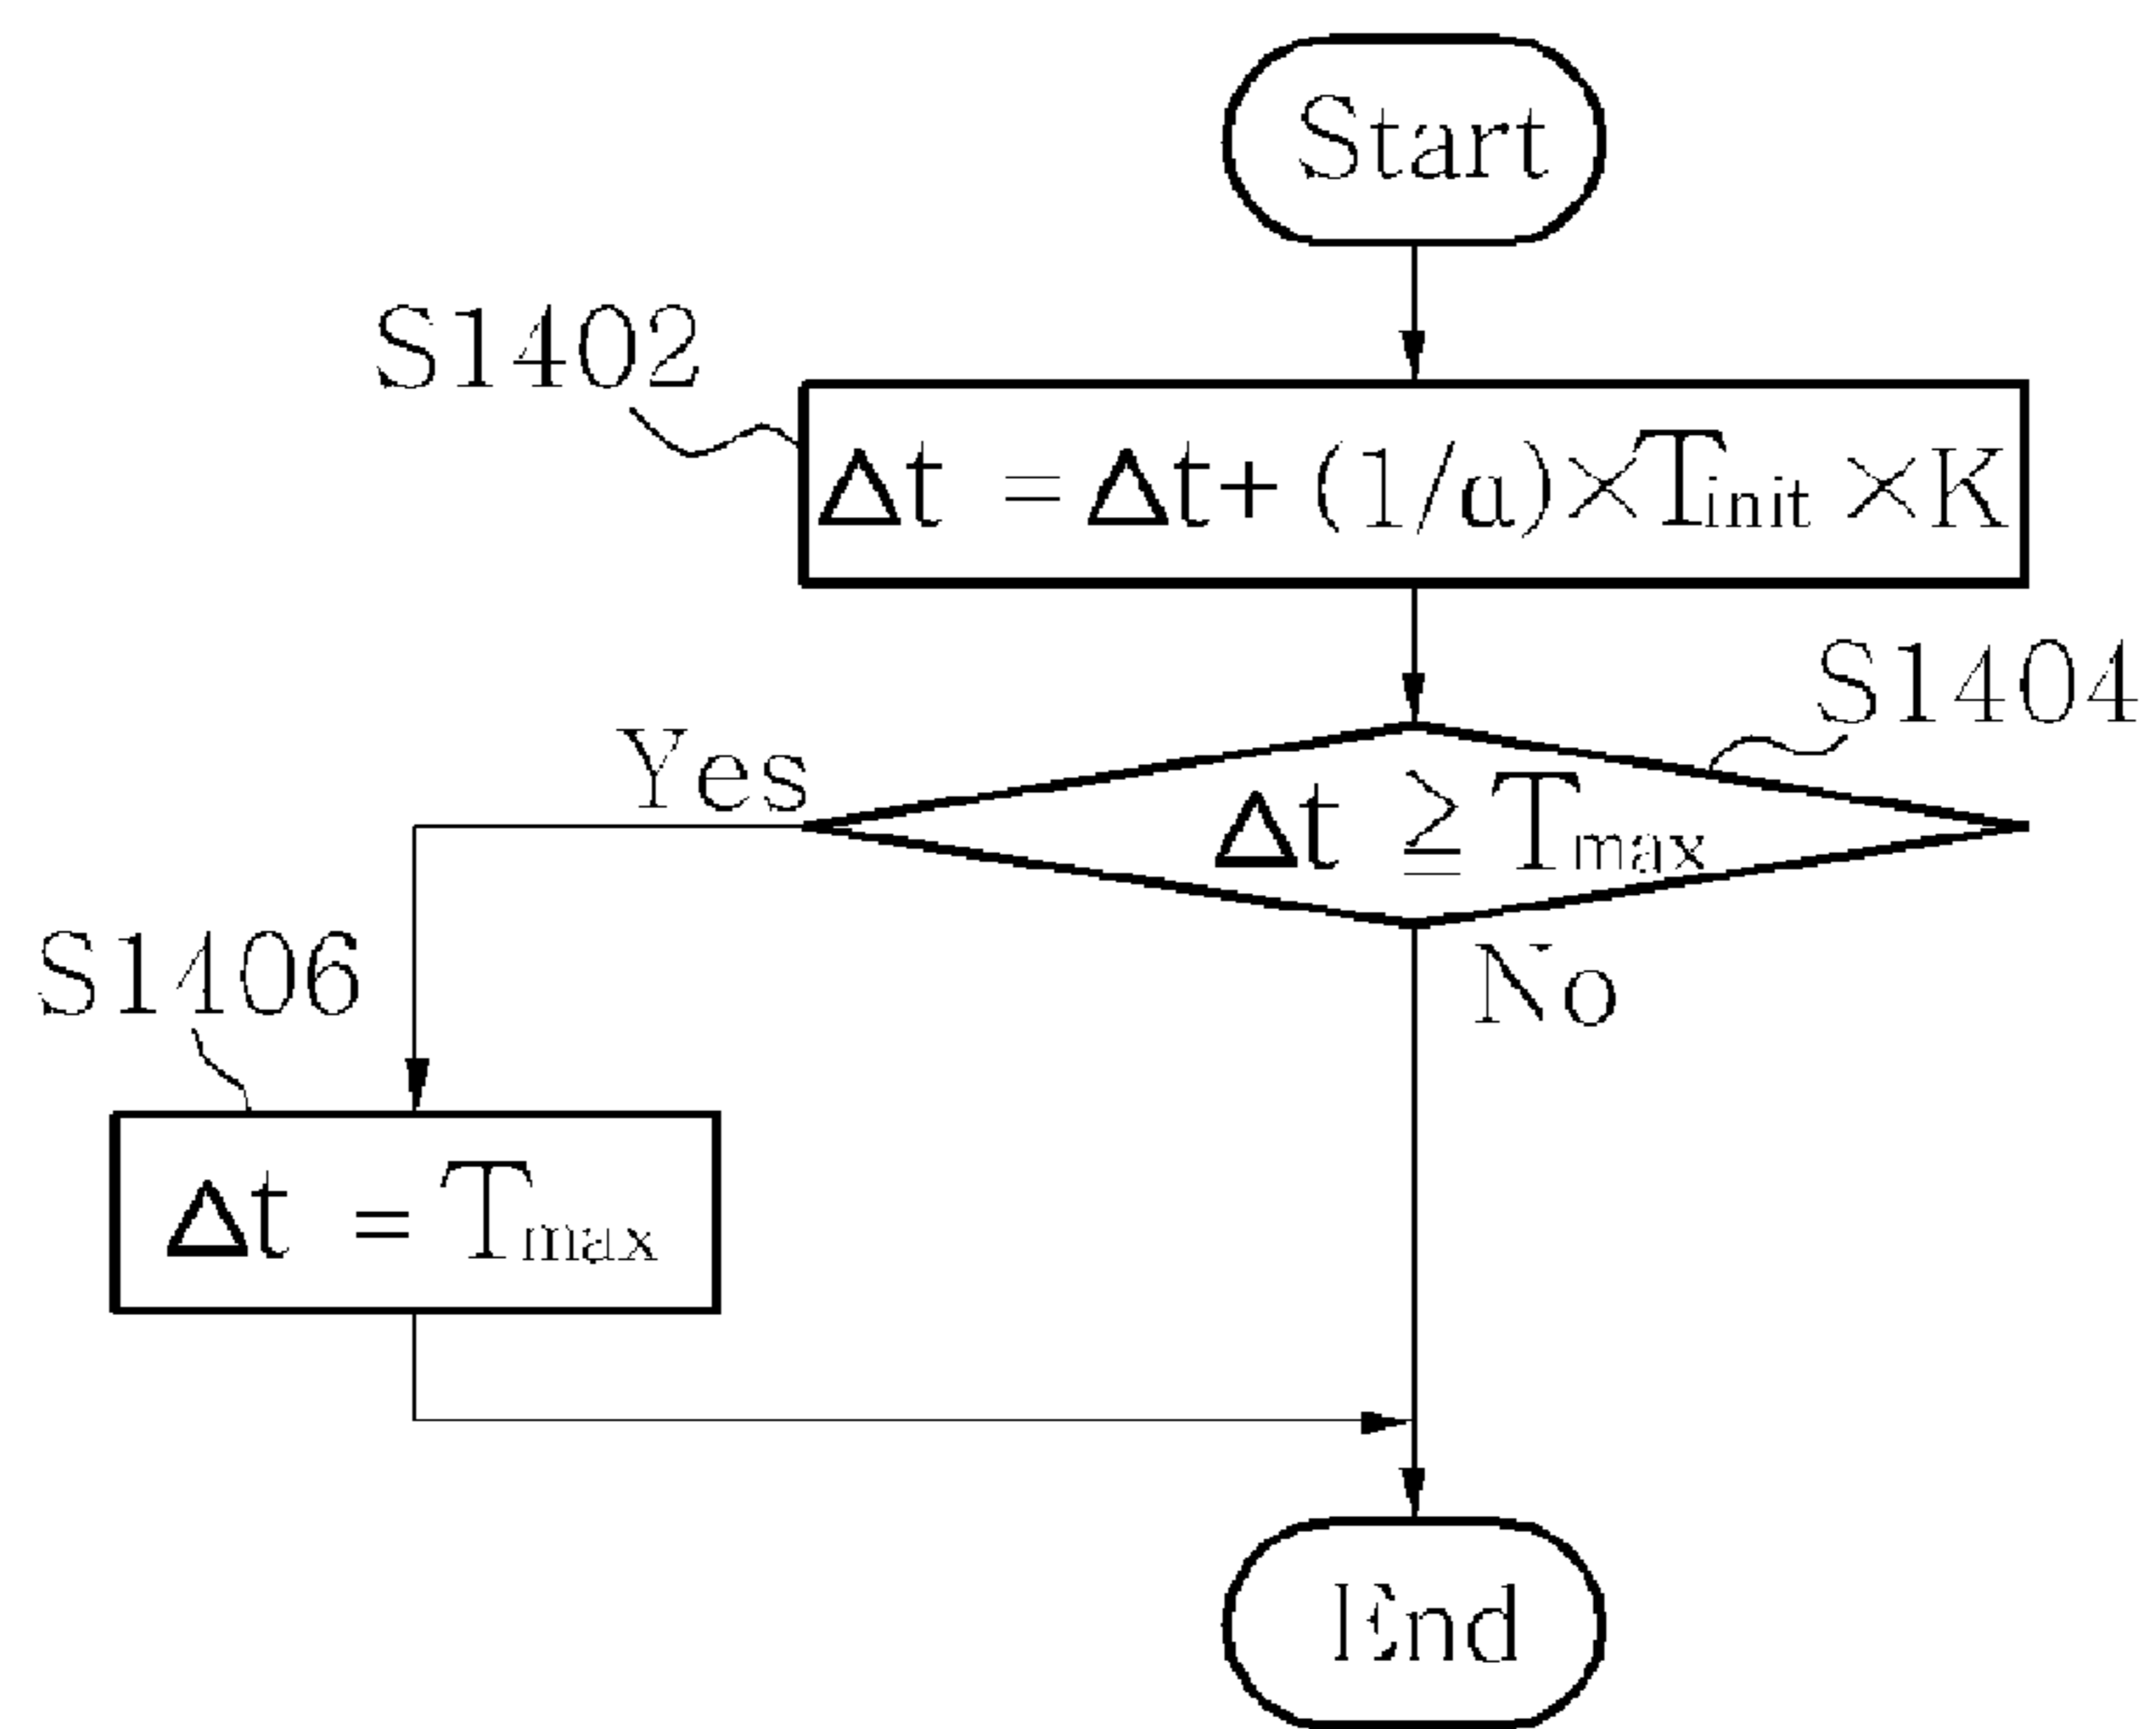 Start
S1402
Δt = Δt + (1/a)×Tinit ×K
S1404
Yes
Δt ≧ Tmax
No
S1406
Δt = Tmax
End